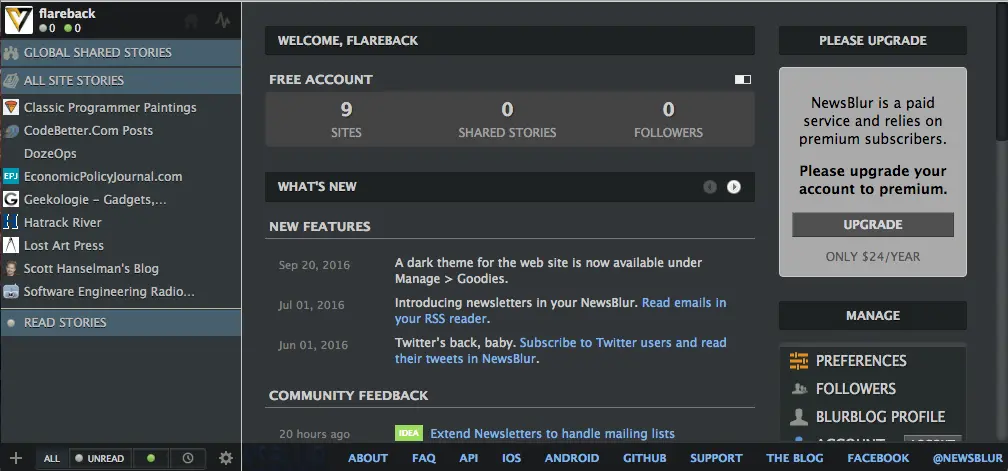 flareback
0 0
GLOBAL SHARED STORIES
ALL SITE STORIES
Classic Programmer Paintings
CodeBetter.Com Posts
DozeOps
EPJ EconomicPolicyJournal.com
G Geekologie - Gadgets,...
Hatrack River
Lost Art Press
Scott Hanselman's Blog
Software Engineering Radio...
READ STORIES
ALL UNREAD
WELCOME, FLAREBACK
FREE ACCOUNT
9 0 0
SITES SHARED STORIES FOLLOWERS
WHAT'S NEW
NEW FEATURES
Sep 20, 2016 A dark theme for the web site is now available under
Manage > Goodies.
Jul 01, 2016 Introducing newsletters in your NewsBlur. Read emails in
your RSS reader.
Jun 01, 2016 Twitter's back, baby. Subscribe to Twitter users and read
their tweets in NewsBlur.
COMMUNITY FEEDBACK
20 hours ago IDEA Extend Newsletters to handle mailing lists
PLEASE UPGRADE
NewsBlur is a paid
service and relies on
premium subscribers.
Please upgrade your
account to premium.
UPGRADE
ONLY $24/YEAR
MANAGE
PREFERENCES
FOLLOWERS
BLURBLOG PROFILE
ACCOUNT
ABOUT FAQ API IOS ANDROID GITHUB SUPPORT THE BLOG FACEBOOK @NEWSBLUR